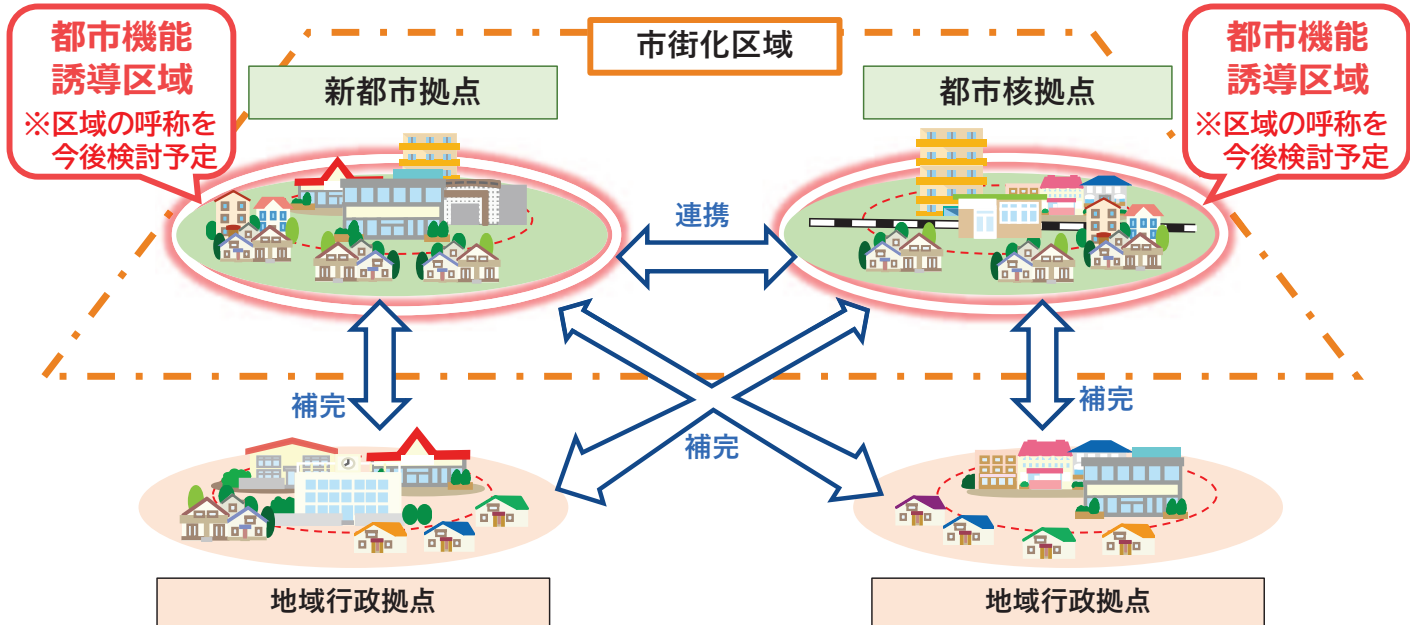 都市機能
誘導区域
※区域の呼称を
今後検討予定
市街化区域
都市機能
誘導区域
※区域の呼称を
今後検討予定
新都市拠点
都市核拠点
連携
補完
補完
補完
地域行政拠点
地域行政拠点